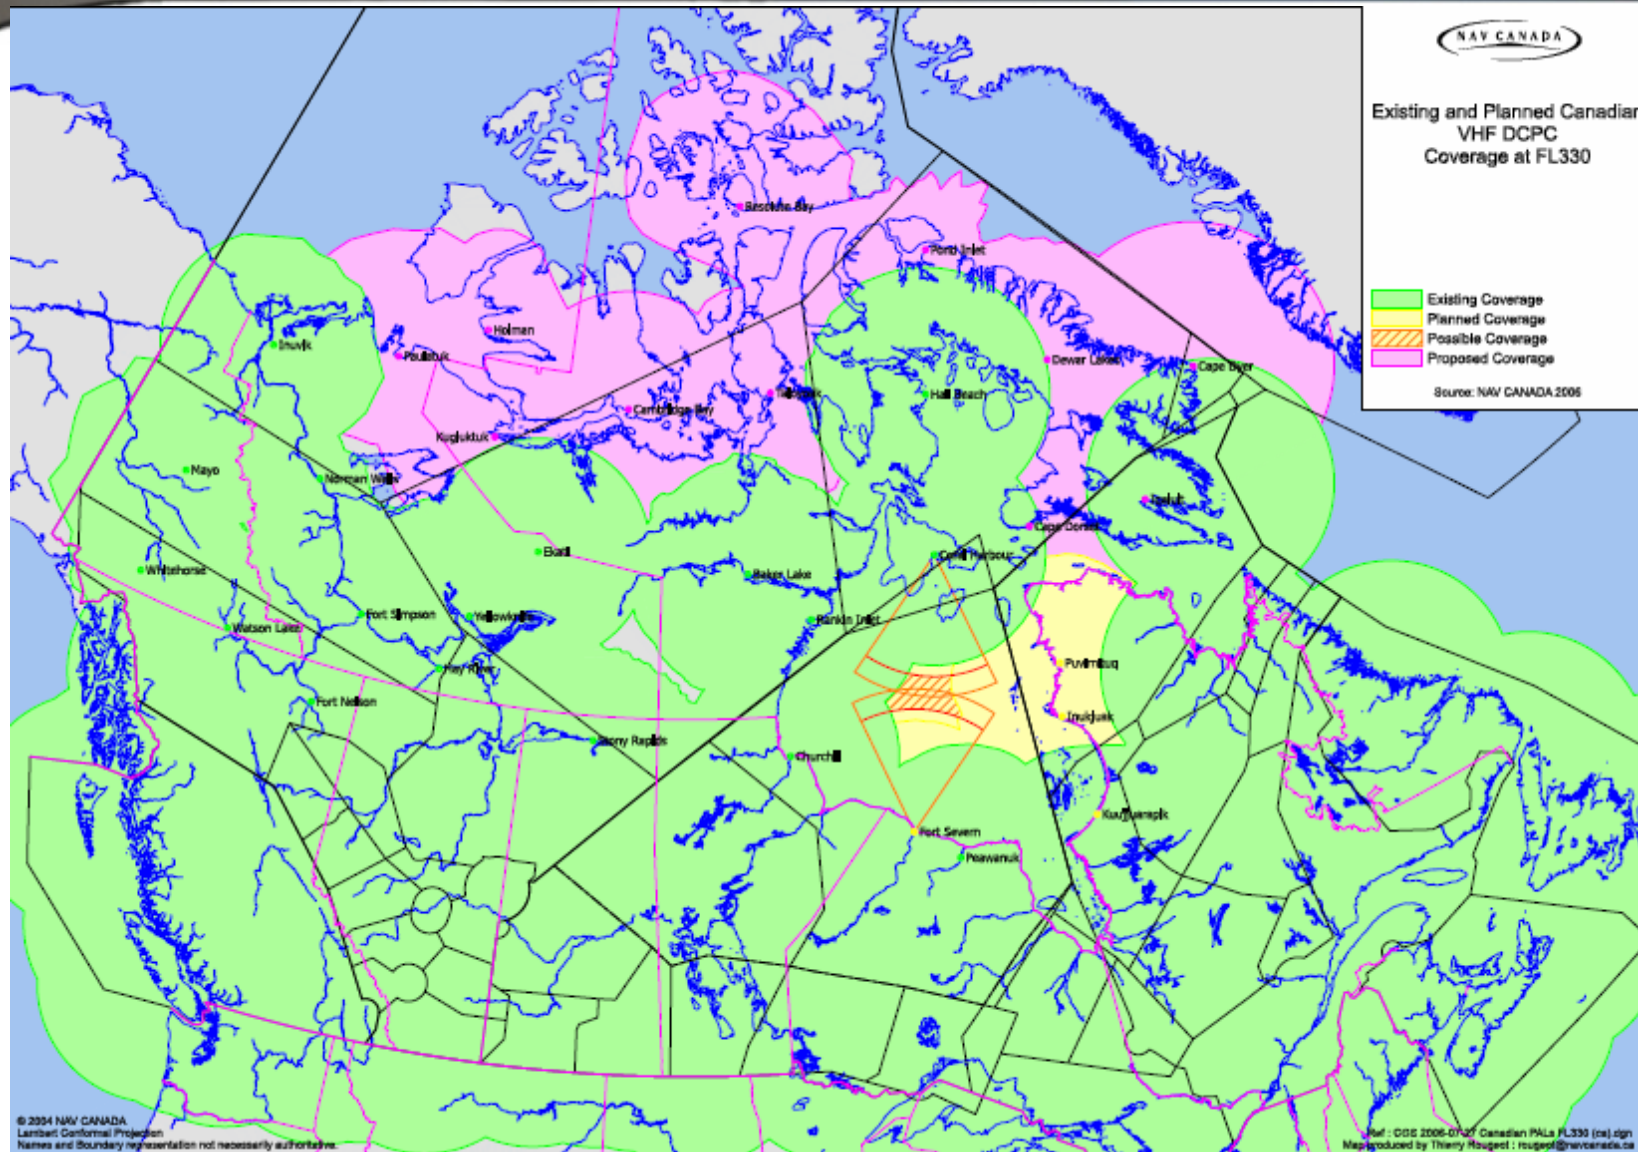 NAV CANADA
Existing and Planned Canadian
VHF DCPC
Coverage at FL330
Existing Coverage
Planned Coverage
Possible Coverage
Proposed Coverage
Source: NAV CANADA 2006
Resolute Bay
Pond Inlet
Holman
Inuvik
Paulatuk
Dewar Lakes
Cape Dyer
Hall Beach
Cambridge Bay
Kugluktuk
Mayo
Norman Wells
Iqaluit
Cape Dorset
Ekati
Coral Harbour
Whitehorse
Baker Lake
Fort Simpson
Yellowknife
Rankin Inlet
Watson Lake
Hay River
Puvirnituq
Fort Nelson
Inukjuak
Stony Rapids
Churchill
Kuujjuarapik
Fort Severn
Peawanuk
© 2004 NAV CANADA
Lambert Conformal Projection
Names and Boundary representation not necessarily authoritative.
Map produced by Thierry Rougeot : rougeot@navcanada.ca